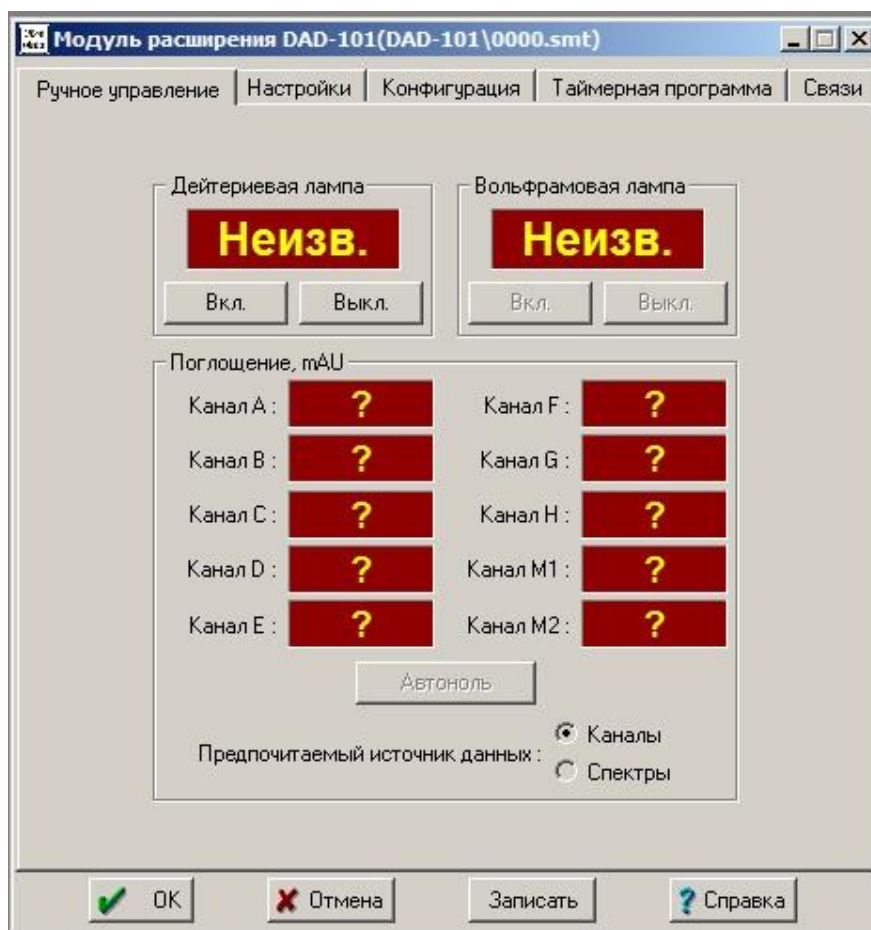 Модуль расширения DAD-101(DAD-101\0000.smt)
Ручное управление Настройки Конфигурация Таймерная программа Связи
Дейтериевая лампа Вольфрамовая лампа
Неизв. Неизв.
Вкл. Выкл. Вкл. Выкл.
Поглощение, mAU
Канал A : ? Канал F : ?
Канал B : ? Канал G : ?
Канал C : ? Канал H : ?
Канал D : ? Канал M1 : ?
Канал E : ? Канал M2 : ?
Автоноль
Предпочитаемый источник данных : Каналы
Спектры
OK Отмена Записать ? Справка